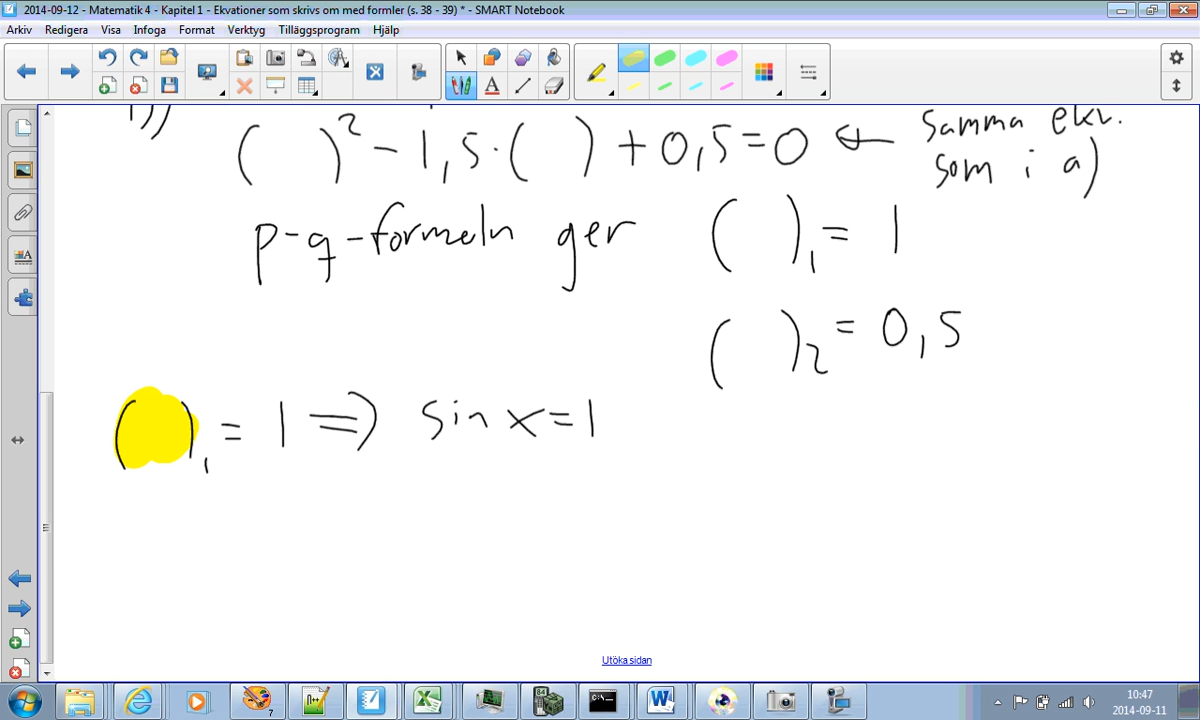 2014-09-12 - Matematik 4 - Kapitel 1 - Ekvationer som skrivs om med formler (s. 38 - 39) * - SMART Notebook
Arkiv Redigera Visa Infoga Format Verktyg Tilläggsprogram Hjälp
( )² - 1,5·( ) + 0,5=0 ← Samma ekv.
som i a)
p-q-formeln ger ( )₁ = 1
( )₂ = 0,5
( )₁ = 1 ⇒ sin x = 1
Utöka sidan
10:47
2014-09-11